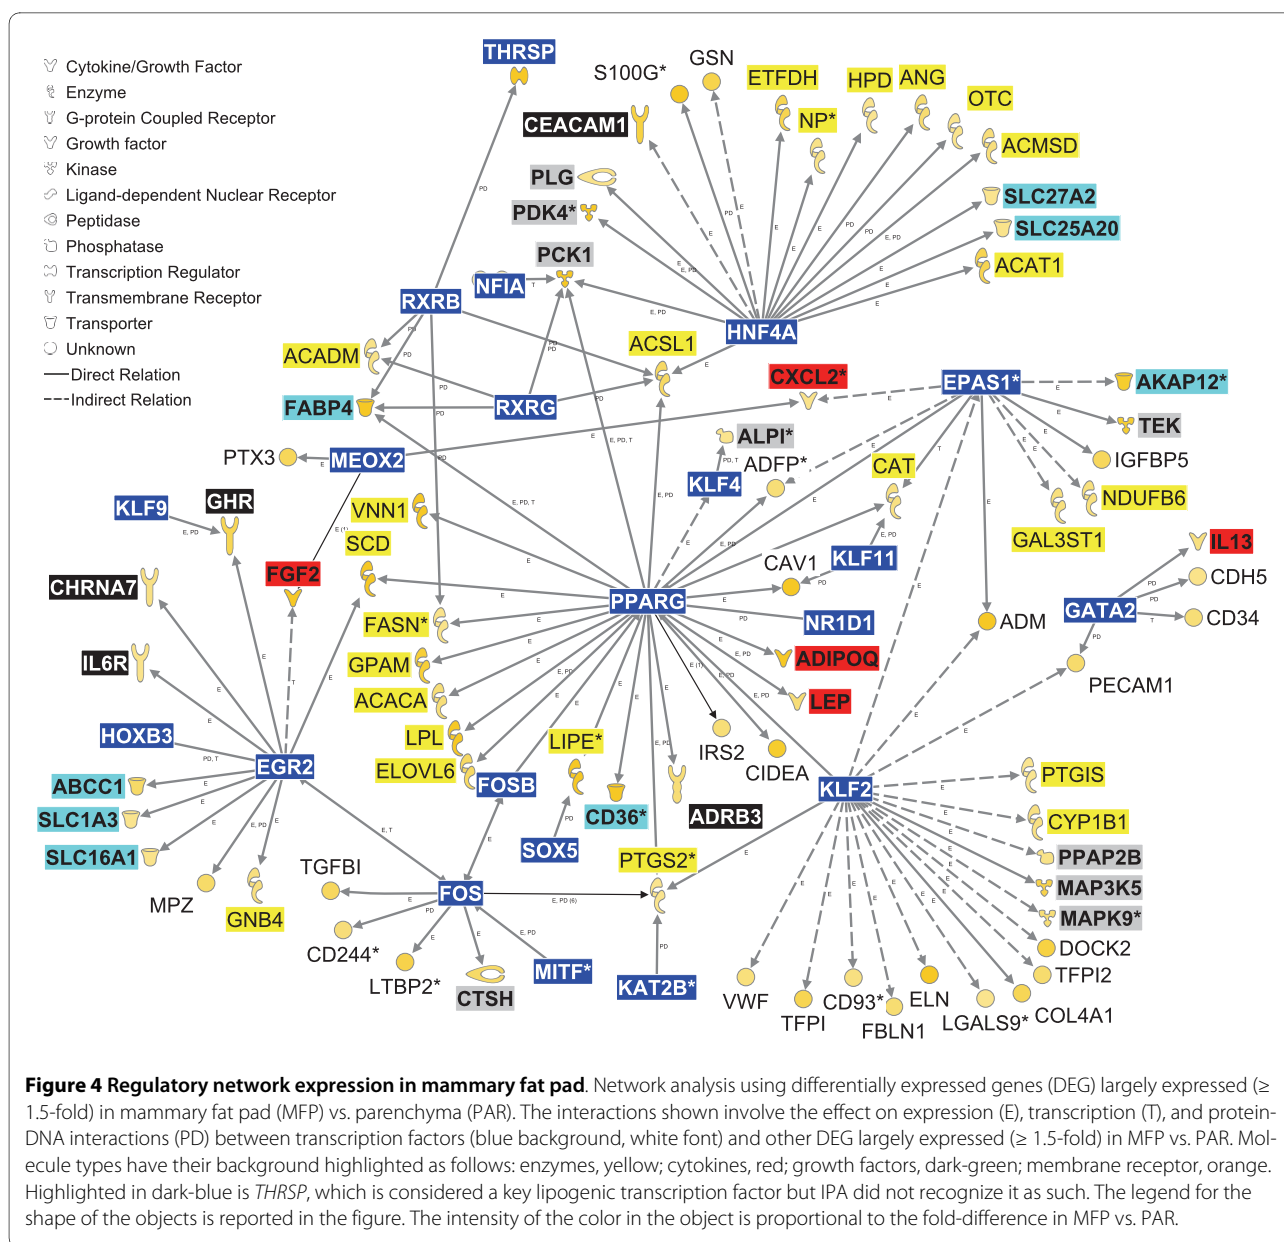 Cytokine/Growth Factor
Enzyme
G-protein Coupled Receptor
Growth factor
Kinase
Ligand-dependent Nuclear Receptor
Peptidase
Phosphatase
Transcription Regulator
Transmembrane Receptor
Transporter
Unknown
Direct Relation
Indirect Relation
THRSP
S100G*
GSN
ETFDH
HPD
ANG
OTC
NP*
ACMSD
CEACAM1
PLG
PDK4*
SLC27A2
SLC25A20
PCK1
ACAT1
NFIA
RXRB
HNF4A
ACSL1
ACADM
CXCL2*
EPAS1*
AKAP12*
FABP4
RXRG
TEK
ALPI*
PTX3
MEOX2
ADFP*
CAT
IGFBP5
KLF4
NDUFB6
GHR
KLF9
VNN1
SCD
GAL3ST1
KLF11
IL13
CAV1
FGF2
CHRNA7
CDH5
PPARG
GATA2
CD34
FASN*
NR1D1
ADM
IL6R
GPAM
ADIPOQ
PECAM1
ACACA
LEP
HOXB3
LPL
LIPE*
IRS2
EGR2
ELOVL6
CIDEA
PTGIS
ABCC1
FOSB
KLF2
SLC1A3
CD36*
ADRB3
CYP1B1
SLC16A1
SOX5
PTGS2*
PPAP2B
TGFBI
MAP3K5
MPZ
GNB4
FOS
MAPK9*
CD244*
DOCK2
LTBP2*
MITF*
TFPI2
CTSH
KAT2B*
VWF
CD93*
ELN
TFPI
FBLN1
LGALS9*
COL4A1
Figure 4 Regulatory network expression in mammary fat pad. Network analysis using differentially expressed genes (DEG) largely expressed (≥
1.5-fold) in mammary fat pad (MFP) vs. parenchyma (PAR). The interactions shown involve the effect on expression (E), transcription (T), and protein-
DNA interactions (PD) between transcription factors (blue background, white font) and other DEG largely expressed (≥ 1.5-fold) in MFP vs. PAR. Mol-
ecule types have their background highlighted as follows: enzymes, yellow; cytokines, red; growth factors, dark-green; membrane receptor, orange.
Highlighted in dark-blue is THRSP, which is considered a key lipogenic transcription factor but IPA did not recognize it as such. The legend for the
shape of the objects is reported in the figure. The intensity of the color in the object is proportional to the fold-difference in MFP vs. PAR.